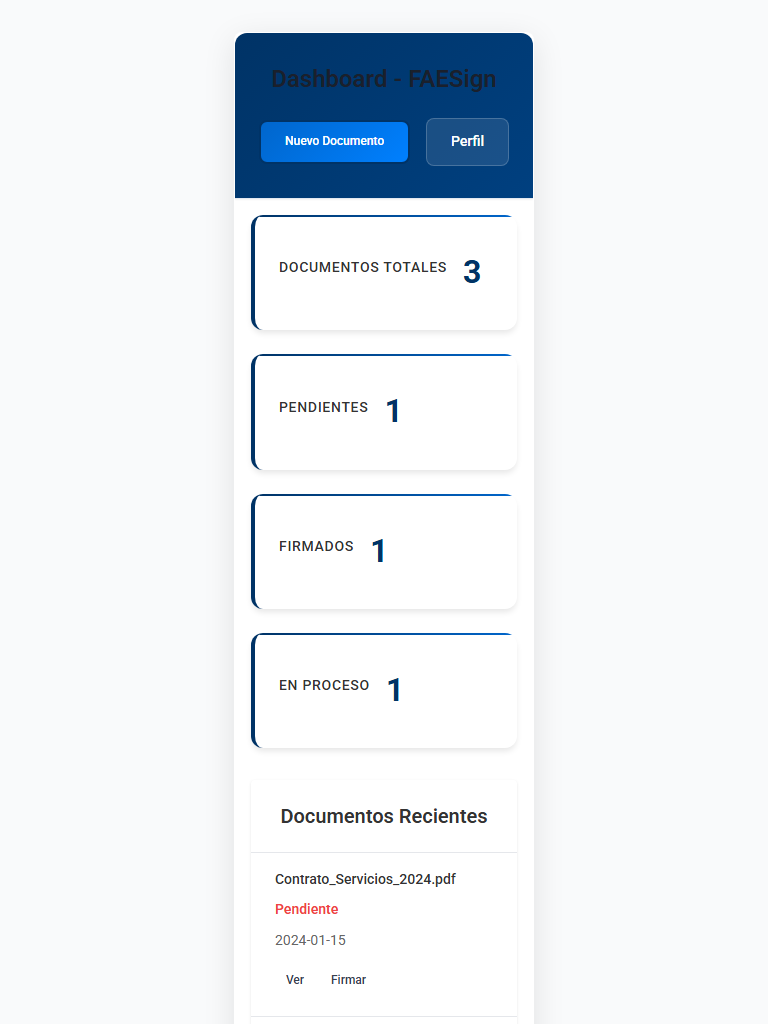 Dashboard - FAESign
Nuevo Documento Perfil
DOCUMENTOS TOTALES 3
PENDIENTES 1
FIRMADOS 1
EN PROCESO 1
Documentos Recientes
Contrato_Servicios_2024.pdf
Pendiente
2024-01-15
Ver Firmar